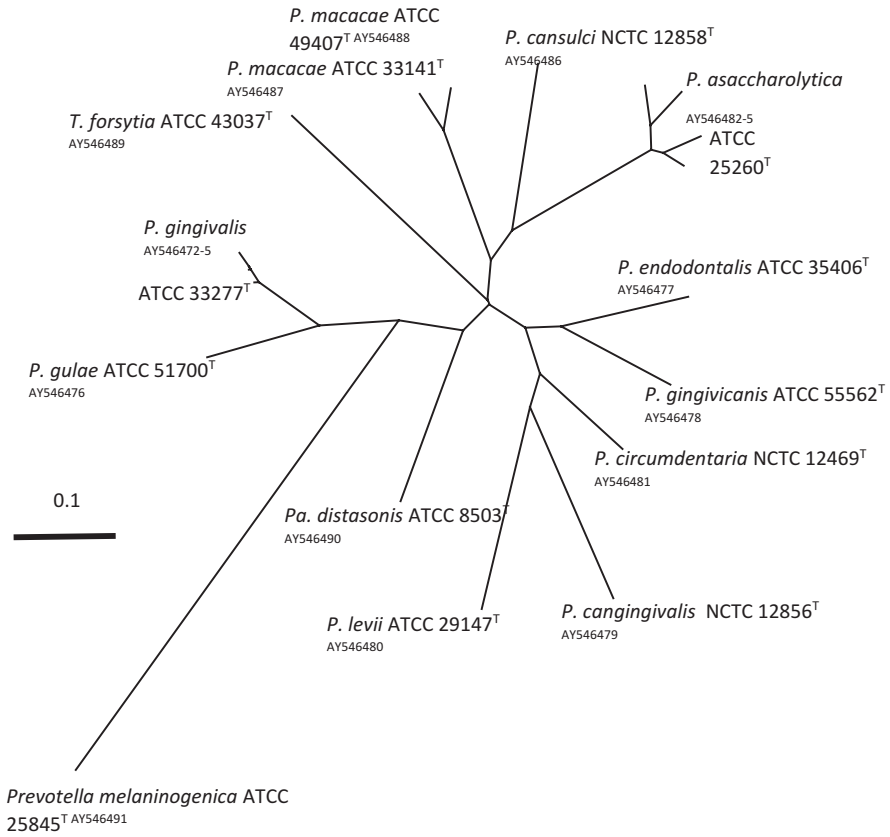 P. macacae ATCC
49407ᵀ AY546488
P. cansulci NCTC 12858ᵀ
AY546486
P. macacae ATCC 33141ᵀ
AY546487
P. asaccharolytica
AY546482-5
ATCC
25260ᵀ
T. forsytia ATCC 43037ᵀ
AY546489
P. gingivalis
AY546472-5
ATCC 33277ᵀ
P. endodontalis ATCC 35406ᵀ
AY546477
P. gulae ATCC 51700ᵀ
AY546476
P. gingivicanis ATCC 55562ᵀ
AY546478
P. circumdentaria NCTC 12469ᵀ
AY546481
0.1
Pa. distasonis ATCC 8503ᵀ
AY546490
P. levii ATCC 29147ᵀ
AY546480
P. cangingivalis NCTC 12856ᵀ
AY546479
Prevotella melaninogenica ATCC
25845ᵀ AY546491